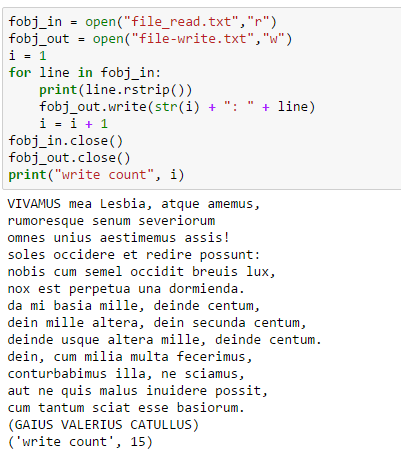 fobj_in = open("file_read.txt","r")
fobj_out = open("file-write.txt","w")
i = 1
for line in fobj_in:
    print(line.rstrip())
    fobj_out.write(str(i) + ": " + line)
    i = i + 1
fobj_in.close()
fobj_out.close()
print("write count", i)
VIVAMUS mea Lesbia, atque amemus,
rumoresque senum severiorum
omnes unius aestimemus assis!
soles occidere et redire possunt:
nobis cum semel occidit breuis lux,
nox est perpetua una dormienda.
da mi basia mille, deinde centum,
dein mille altera, dein secunda centum,
deinde usque altera mille, deinde centum.
dein, cum milia multa fecerimus,
conturbabimus illa, ne sciamus,
aut ne quis malus inuidere possit,
cum tantum sciat esse basiorum.
(GAIUS VALERIUS CATULLUS)
('write count', 15)